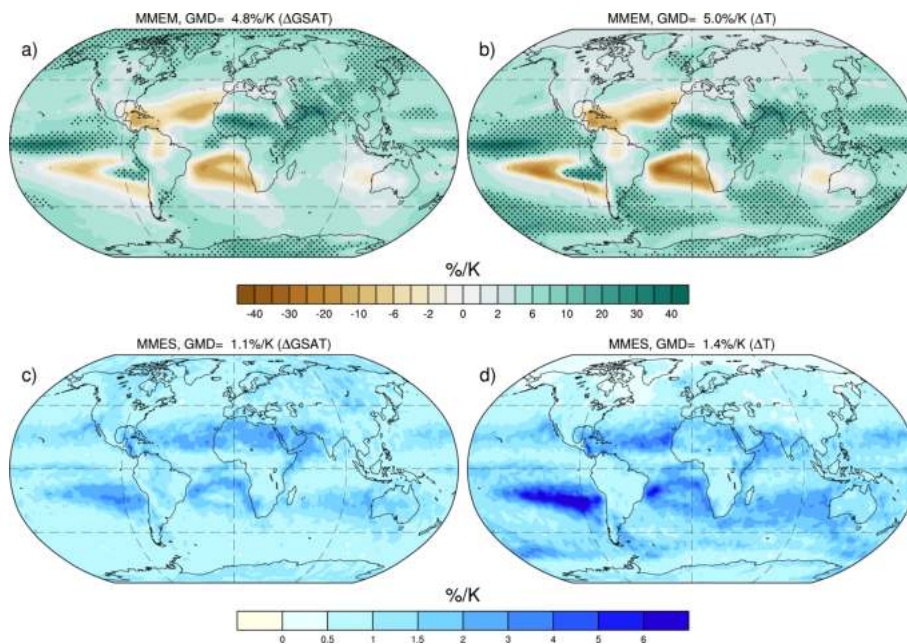 MMEM, GMD= 4.8%/K (ΔGSAT)
MMEM, GMD= 5.0%/K (ΔT)
a)
b)
%/K
-40 -30 -20 -10 -6 -2 0 2 6 10 20 30 40
MMES, GMD= 1.1%/K (ΔGSAT)
MMES, GMD= 1.4%/K (ΔT)
c)
d)
%/K
0 0.5 1 1.5 2 3 4 5 6